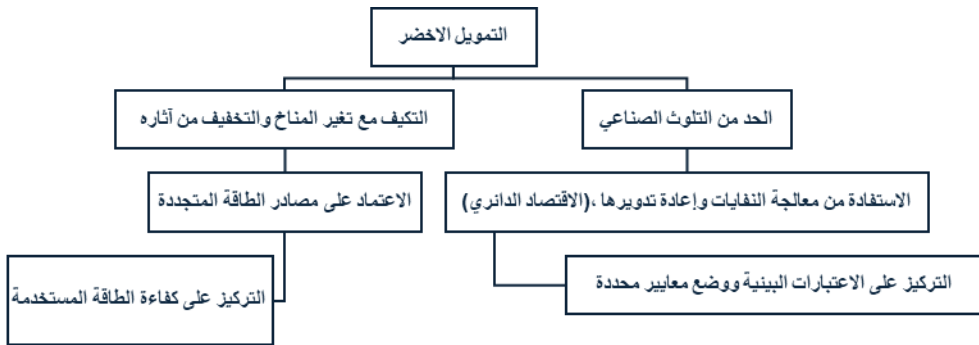 التمويل الاخضر
الحد من التلوث الصناعي
التكيف مع تغير المناخ والتخفيف من آثاره
الاستفادة من معالجة النفايات وإعادة تدويرها ،(الاقتصاد الدائري)
الاعتماد على مصادر الطاقة المتجددة
التركيز على الاعتبارات البيئية ووضع معايير محددة
التركيز على كفاءة الطاقة المستخدمة